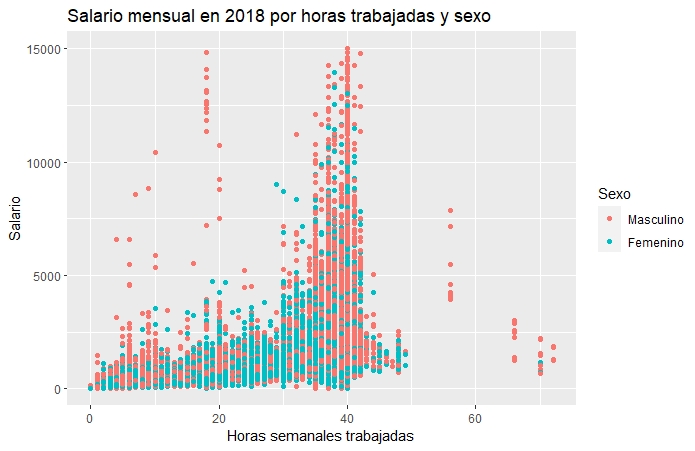 Salario mensual en 2018 por horas trabajadas y sexo
15000
10000
5000
0
Salario
0
20
40
60
Horas semanales trabajadas
Sexo
Masculino
Femenino